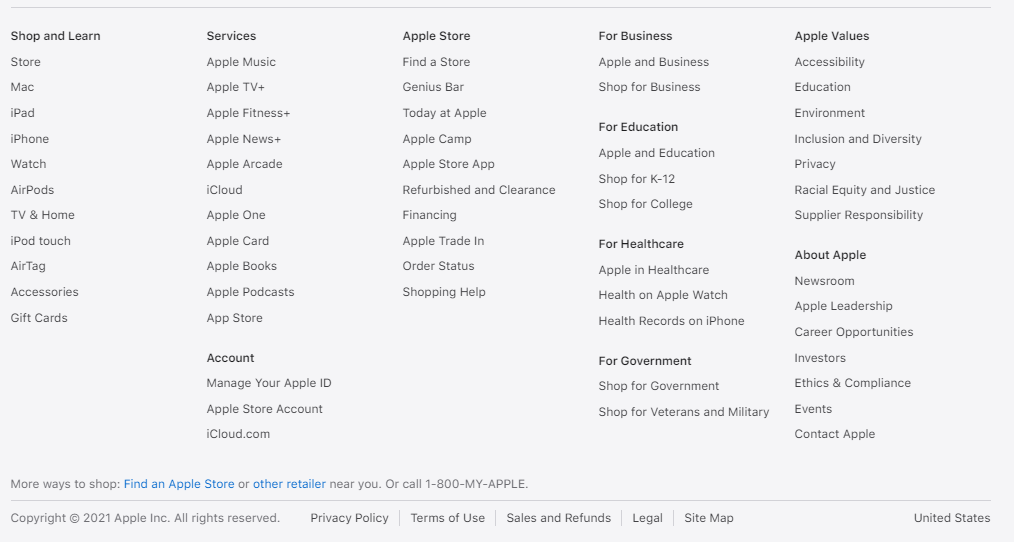 Shop and Learn
Store
Mac
iPad
iPhone
Watch
AirPods
TV & Home
iPod touch
AirTag
Accessories
Gift Cards
Services
Apple Music
Apple TV+
Apple Fitness+
Apple News+
Apple Arcade
iCloud
Apple One
Apple Card
Apple Books
Apple Podcasts
App Store
Account
Manage Your Apple ID
Apple Store Account
iCloud.com
Apple Store
Find a Store
Genius Bar
Today at Apple
Apple Camp
Apple Store App
Refurbished and Clearance
Financing
Apple Trade In
Order Status
Shopping Help
For Business
Apple and Business
Shop for Business
For Education
Apple and Education
Shop for K-12
Shop for College
For Healthcare
Apple in Healthcare
Health on Apple Watch
Health Records on iPhone
For Government
Shop for Government
Shop for Veterans and Military
Apple Values
Accessibility
Education
Environment
Inclusion and Diversity
Privacy
Racial Equity and Justice
Supplier Responsibility
About Apple
Newsroom
Apple Leadership
Career Opportunities
Investors
Ethics & Compliance
Events
Contact Apple
More ways to shop: Find an Apple Store or other retailer near you. Or call 1-800-MY-APPLE.
Copyright © 2021 Apple Inc. All rights reserved. Privacy Policy Terms of Use Sales and Refunds Legal Site Map United States